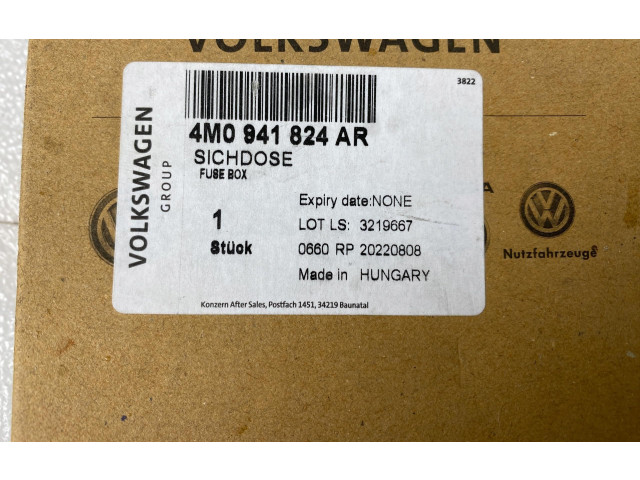 VOLKSWAGEN
3822
VOLKSWAGEN
GROUP
4M0 941 824 AR
SICHDOSE
FUSE BOX
1
Stück
Expiry date:NONE
LOT LS: 3219667
0660 RP 20220808
Made in HUNGARY
Konzern After Sales, Postfach 1451, 34219 Baunatal
Nutzfahrzeuge